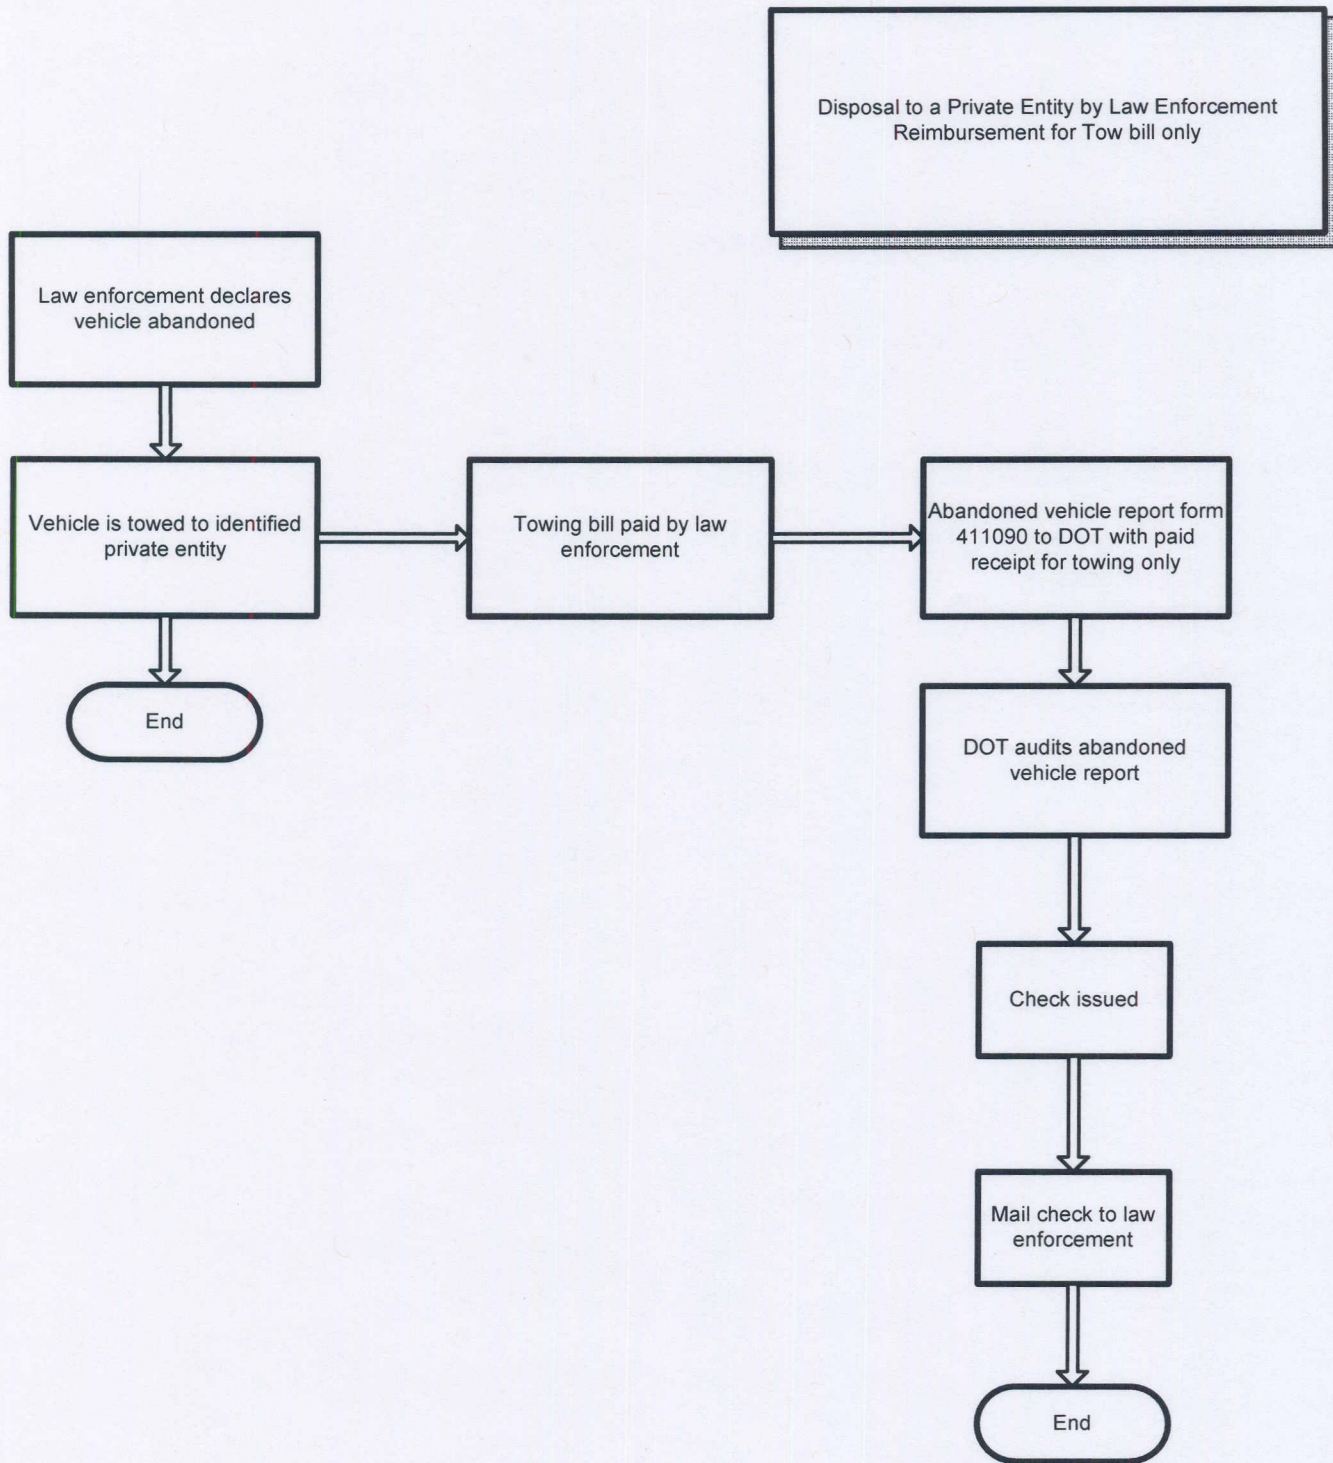 Disposal to a Private Entity by Law Enforcement
Reimbursement for Tow bill only
Law enforcement declares
vehicle abandoned
Vehicle is towed to identified
private entity
Towing bill paid by law
enforcement
Abandoned vehicle report form
411090 to DOT with paid
receipt for towing only
End
DOT audits abandoned
vehicle report
Check issued
Mail check to law
enforcement
End